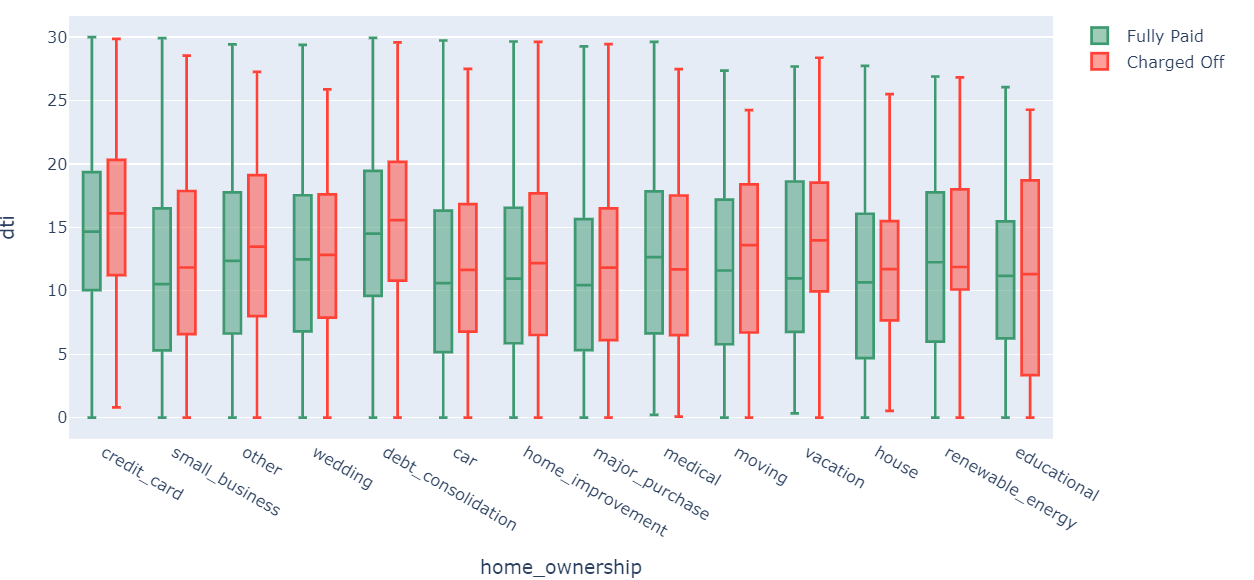 Fully Paid
Charged Off
30
25
20
15
10
5
0
dti
credit_card
small_business
other
wedding
debt_consolidation
car
home_improvement
major_purchase
medical
moving
vacation
house
renewable_energy
educational
home_ownership